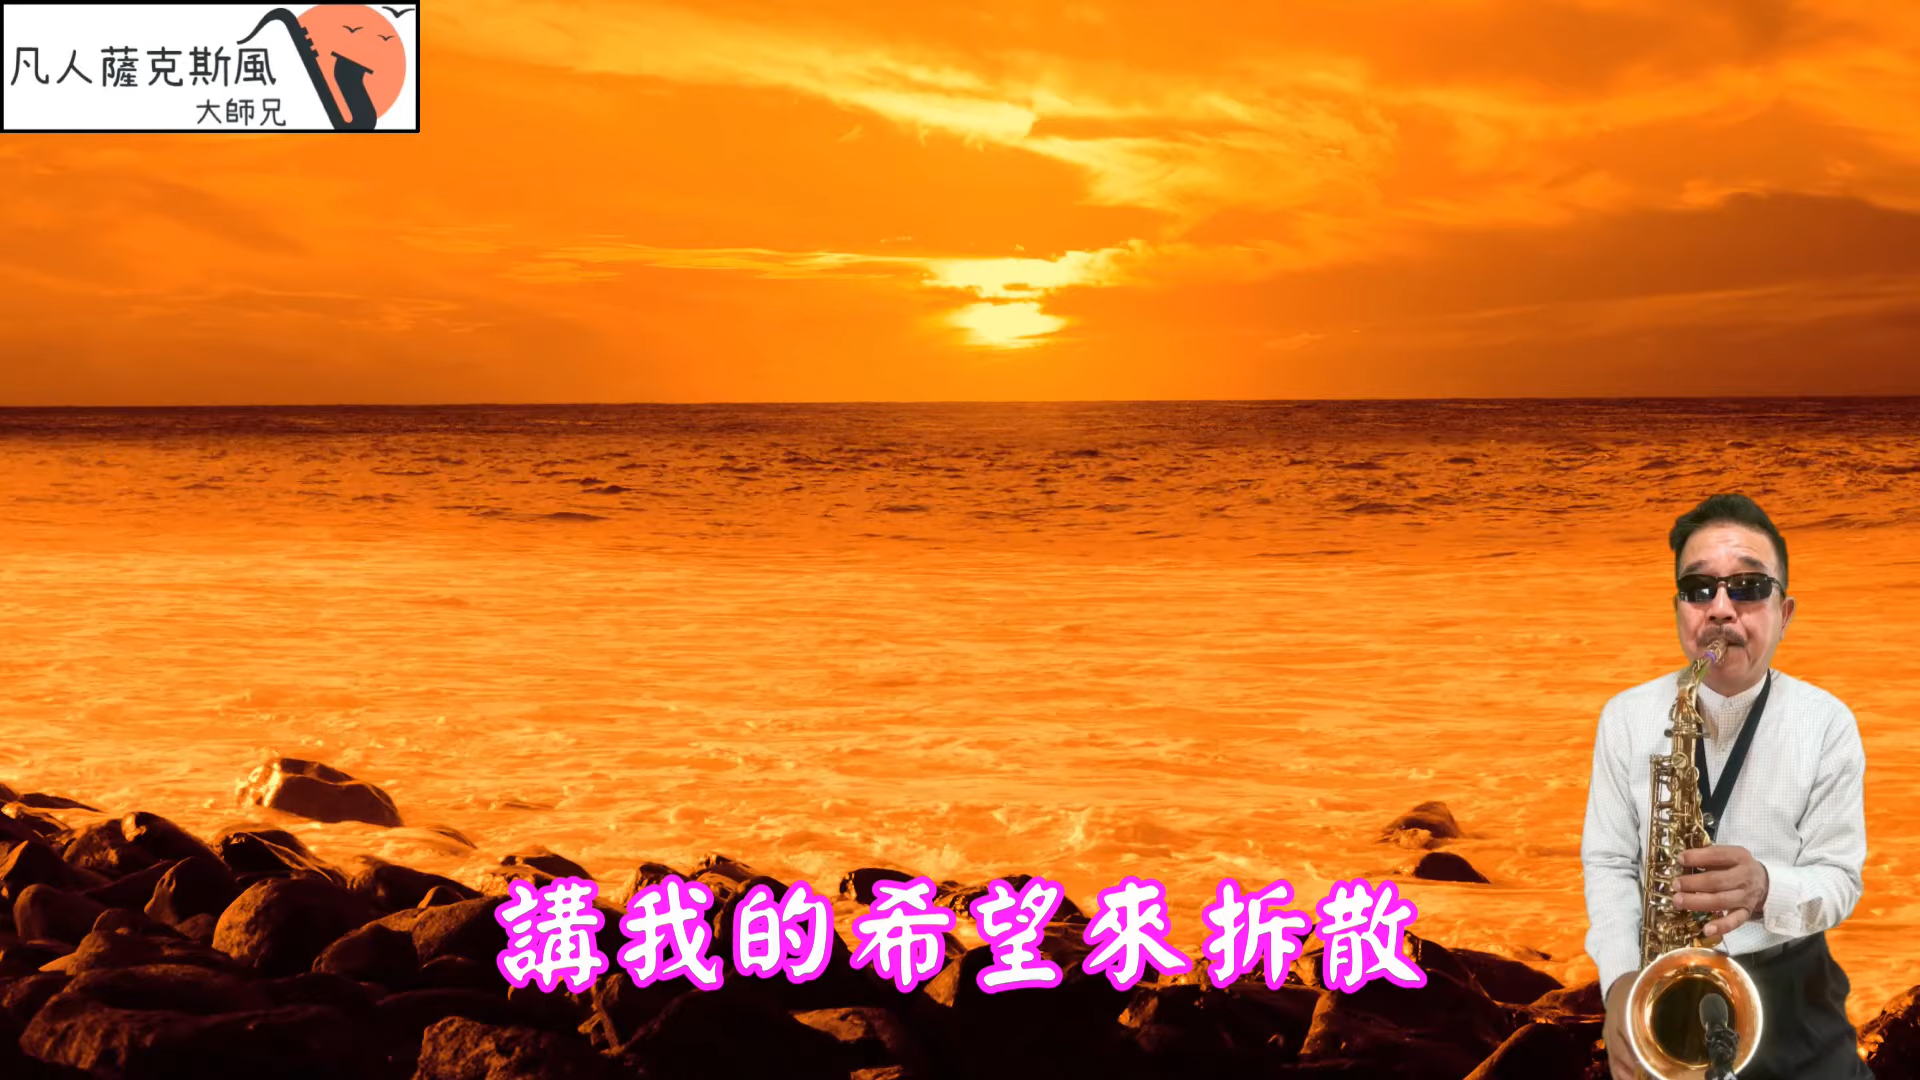 凡人薩克斯風
大師兄
講我的希望來拆散